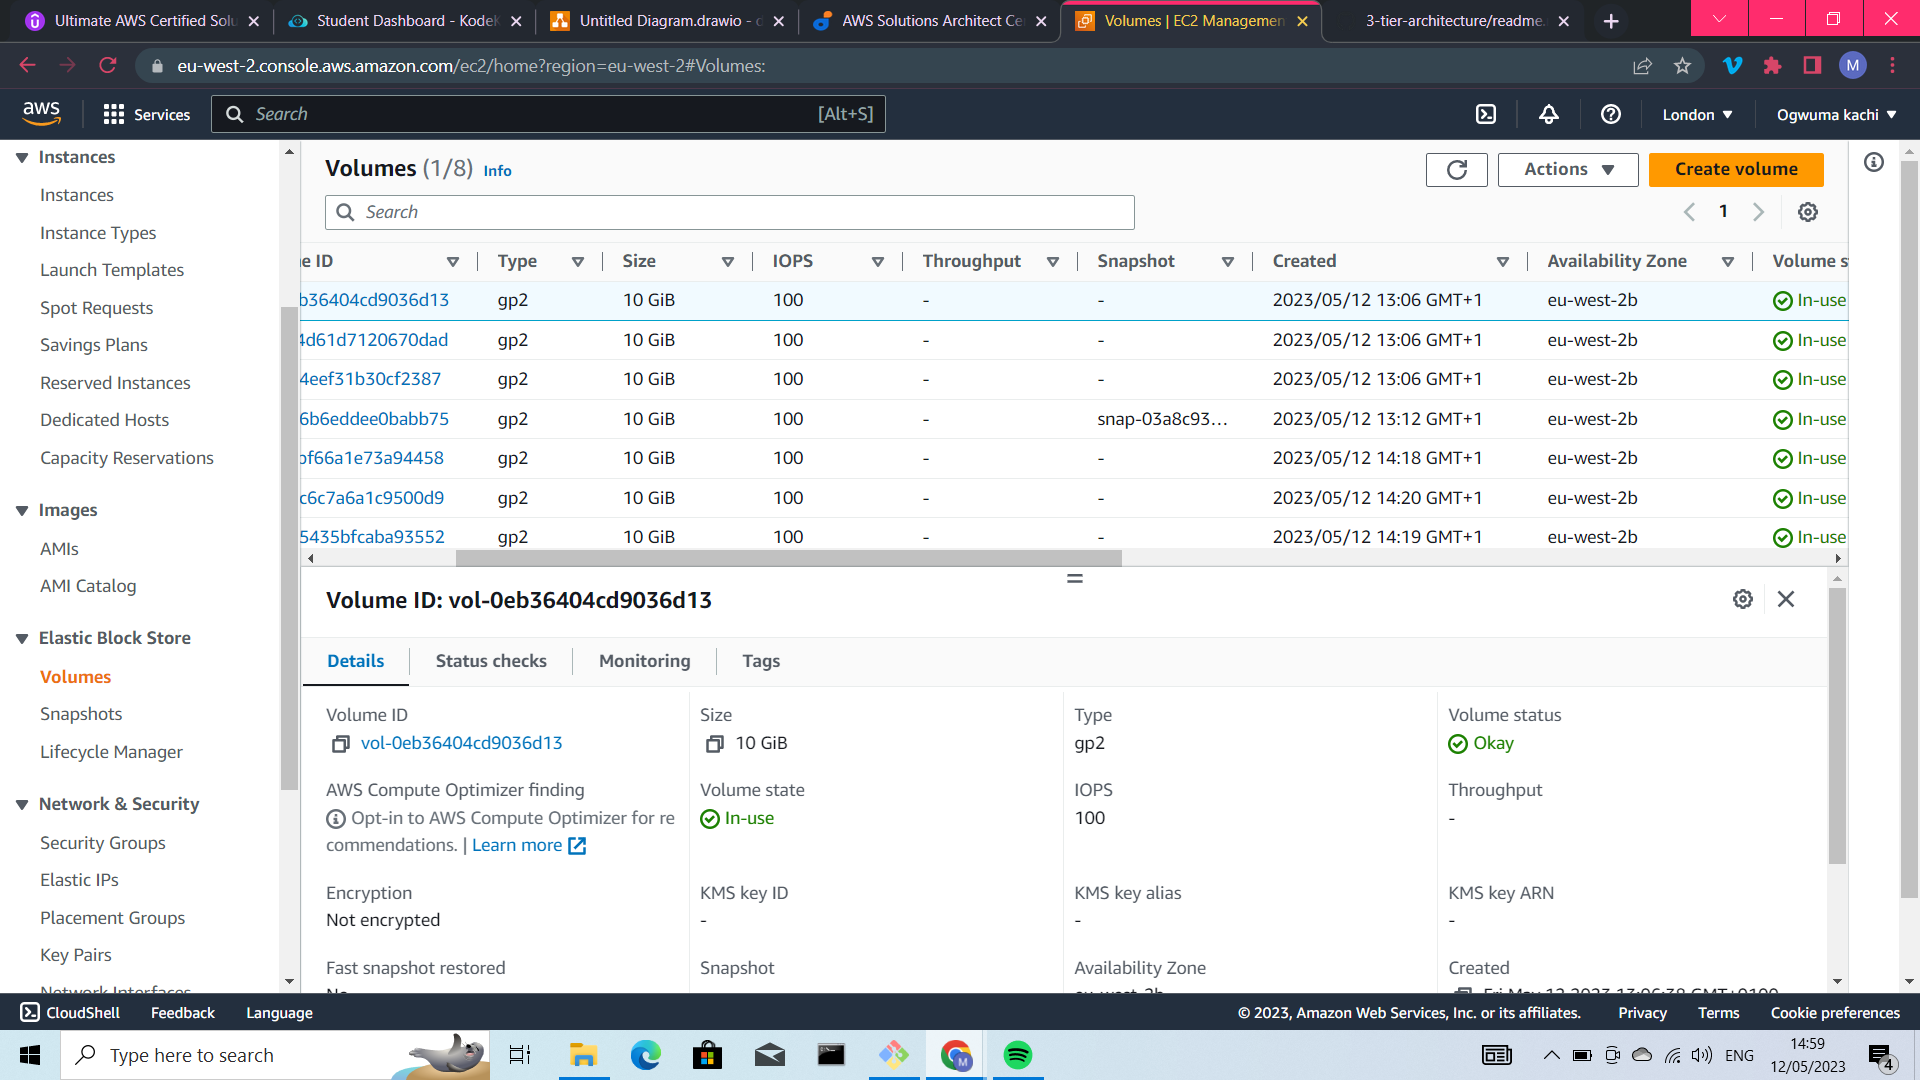 Ultimate AWS Certified Solu
Student Dashboard - KodeK
Untitled Diagram.drawio - d
AWS Solutions Architect Cer
Volumes | EC2 Managemen
3-tier-architecture/readme.
eu-west-2.console.aws.amazon.com/ec2/home?region=eu-west-2#Volumes:
M
aws
Services
Search
[Alt+S]
London
Ogwuma kachi
Instances
Instances
Instance Types
Launch Templates
Spot Requests
Savings Plans
Reserved Instances
Dedicated Hosts
Capacity Reservations
Images
AMIs
AMI Catalog
Elastic Block Store
Volumes
Snapshots
Lifecycle Manager
Network & Security
Security Groups
Elastic IPs
Placement Groups
Key Pairs
Network Interfaces
Volumes (1/8) Info
Actions
Create volume
Search
1
e ID Type Size IOPS Throughput Snapshot Created Availability Zone Volume s
b36404cd9036d13 gp2 10 GiB 100 - - 2023/05/12 13:06 GMT+1 eu-west-2b In-use
4d61d7120670dad gp2 10 GiB 100 - - 2023/05/12 13:06 GMT+1 eu-west-2b In-use
4eef31b30cf2387 gp2 10 GiB 100 - - 2023/05/12 13:06 GMT+1 eu-west-2b In-use
6b6eddee0babb75 gp2 10 GiB 100 - snap-03a8c93... 2023/05/12 13:12 GMT+1 eu-west-2b In-use
bf66a1e73a94458 gp2 10 GiB 100 - - 2023/05/12 14:18 GMT+1 eu-west-2b In-use
c6c7a6a1c9500d9 gp2 10 GiB 100 - - 2023/05/12 14:20 GMT+1 eu-west-2b In-use
5435bfcaba93552 gp2 10 GiB 100 - - 2023/05/12 14:19 GMT+1 eu-west-2b In-use
Volume ID: vol-0eb36404cd9036d13
Details
Status checks
Monitoring
Tags
Volume ID
vol-0eb36404cd9036d13
Size
10 GiB
Type
gp2
Volume status
Okay
AWS Compute Optimizer finding
Opt-in to AWS Compute Optimizer for re
commendations. | Learn more
Volume state
In-use
IOPS
100
Throughput
-
Encryption
Not encrypted
KMS key ID
-
KMS key alias
-
KMS key ARN
-
Fast snapshot restored
No
Snapshot
Availability Zone
eu-west-2b
Created
Fri May 12 2023 13:06:38 GMT+0100
CloudShell
Feedback
Language
© 2023, Amazon Web Services, Inc. or its affiliates.
Privacy
Terms
Cookie preferences
Type here to search
M
ENG
14:59
12/05/2023
4